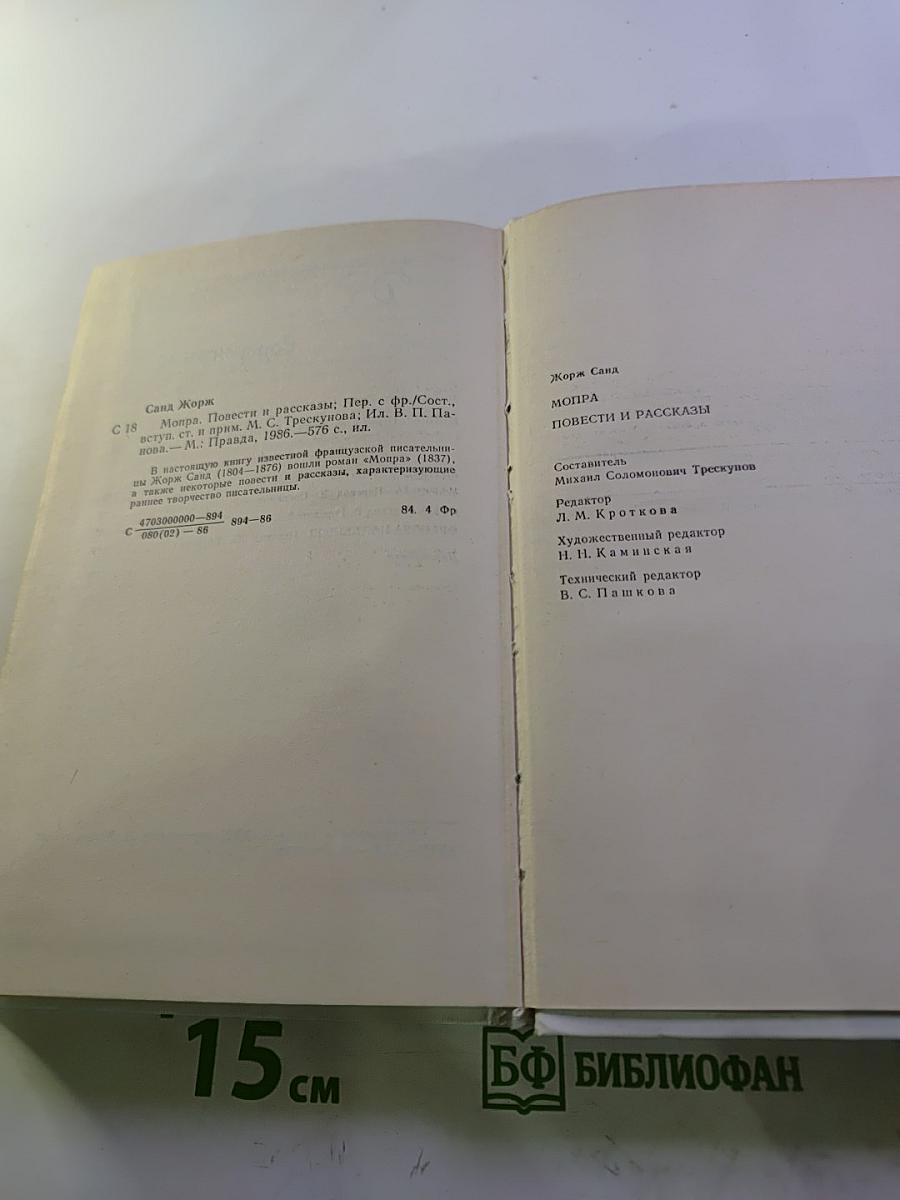 Санд Жорж
С 18 Мопра. Повести и рассказы; Пер. с фр./Сост.,
вступ. ст. и прим. М. С. Трескунова; Ил. В. П. Па-
нова.— М.: Правда, 1986.—576 с., ил.
В настоящую книгу известной французской писательни-
цы Жорж Санд (1804—1876) вошли роман «Мопра» (1837),
а также некоторые повести и рассказы, характеризующие
раннее творчество писательницы.
С 4703000000—894 894—86 84. 4 Фр
080(02) — 86
Жорж Санд
МОПРА
ПОВЕСТИ И РАССКАЗЫ
Составитель
Михаил Соломонович Трескунов
Редактор
Л. М. Кроткова
Художественный редактор
Н. Н. Каминская
Технический редактор
В. С. Пашкова
15 см
БФ БИБЛИОФАН